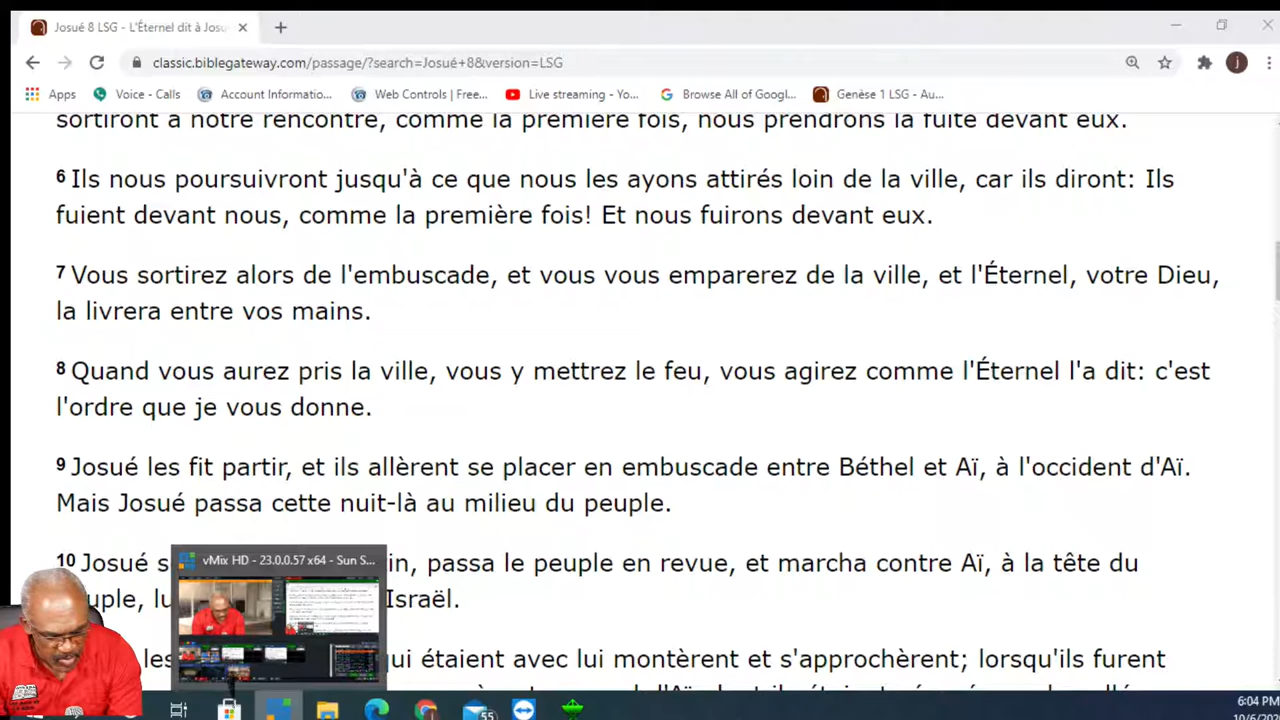 Josué 8 LSG - L'Éternel dit à Josu
classic.biblegateway.com/passage/?search=Josué+8&version=LSG
j
Apps Voice - Calls Account Informatio... Web Controls | Free... Live streaming - Yo... Browse All of Googl... Genèse 1 LSG - Au...
sortiront à notre rencontre, comme la première fois, nous prendrons la fuite devant eux.
6 Ils nous poursuivront jusqu'à ce que nous les ayons attirés loin de la ville, car ils diront: Ils
fuient devant nous, comme la première fois! Et nous fuirons devant eux.
7 Vous sortirez alors de l'embuscade, et vous vous emparerez de la ville, et l'Éternel, votre Dieu,
la livrera entre vos mains.
8 Quand vous aurez pris la ville, vous y mettrez le feu, vous agirez comme l'Éternel l'a dit: c'est
l'ordre que je vous donne.
9 Josué les fit partir, et ils allèrent se placer en embuscade entre Béthel et Aï, à l'occident d'Aï.
Mais Josué passa cette nuit-là au milieu du peuple.
vMix HD - 23.0.0.57 x64 - Sun S...
10 Josué s in, passa le peuple en revue, et marcha contre Aï, à la tête du
uple, lu Israël.
les ui étaient avec lui montèrent et s'approchèent; lorsqu'ils furent
55
6:04 PM